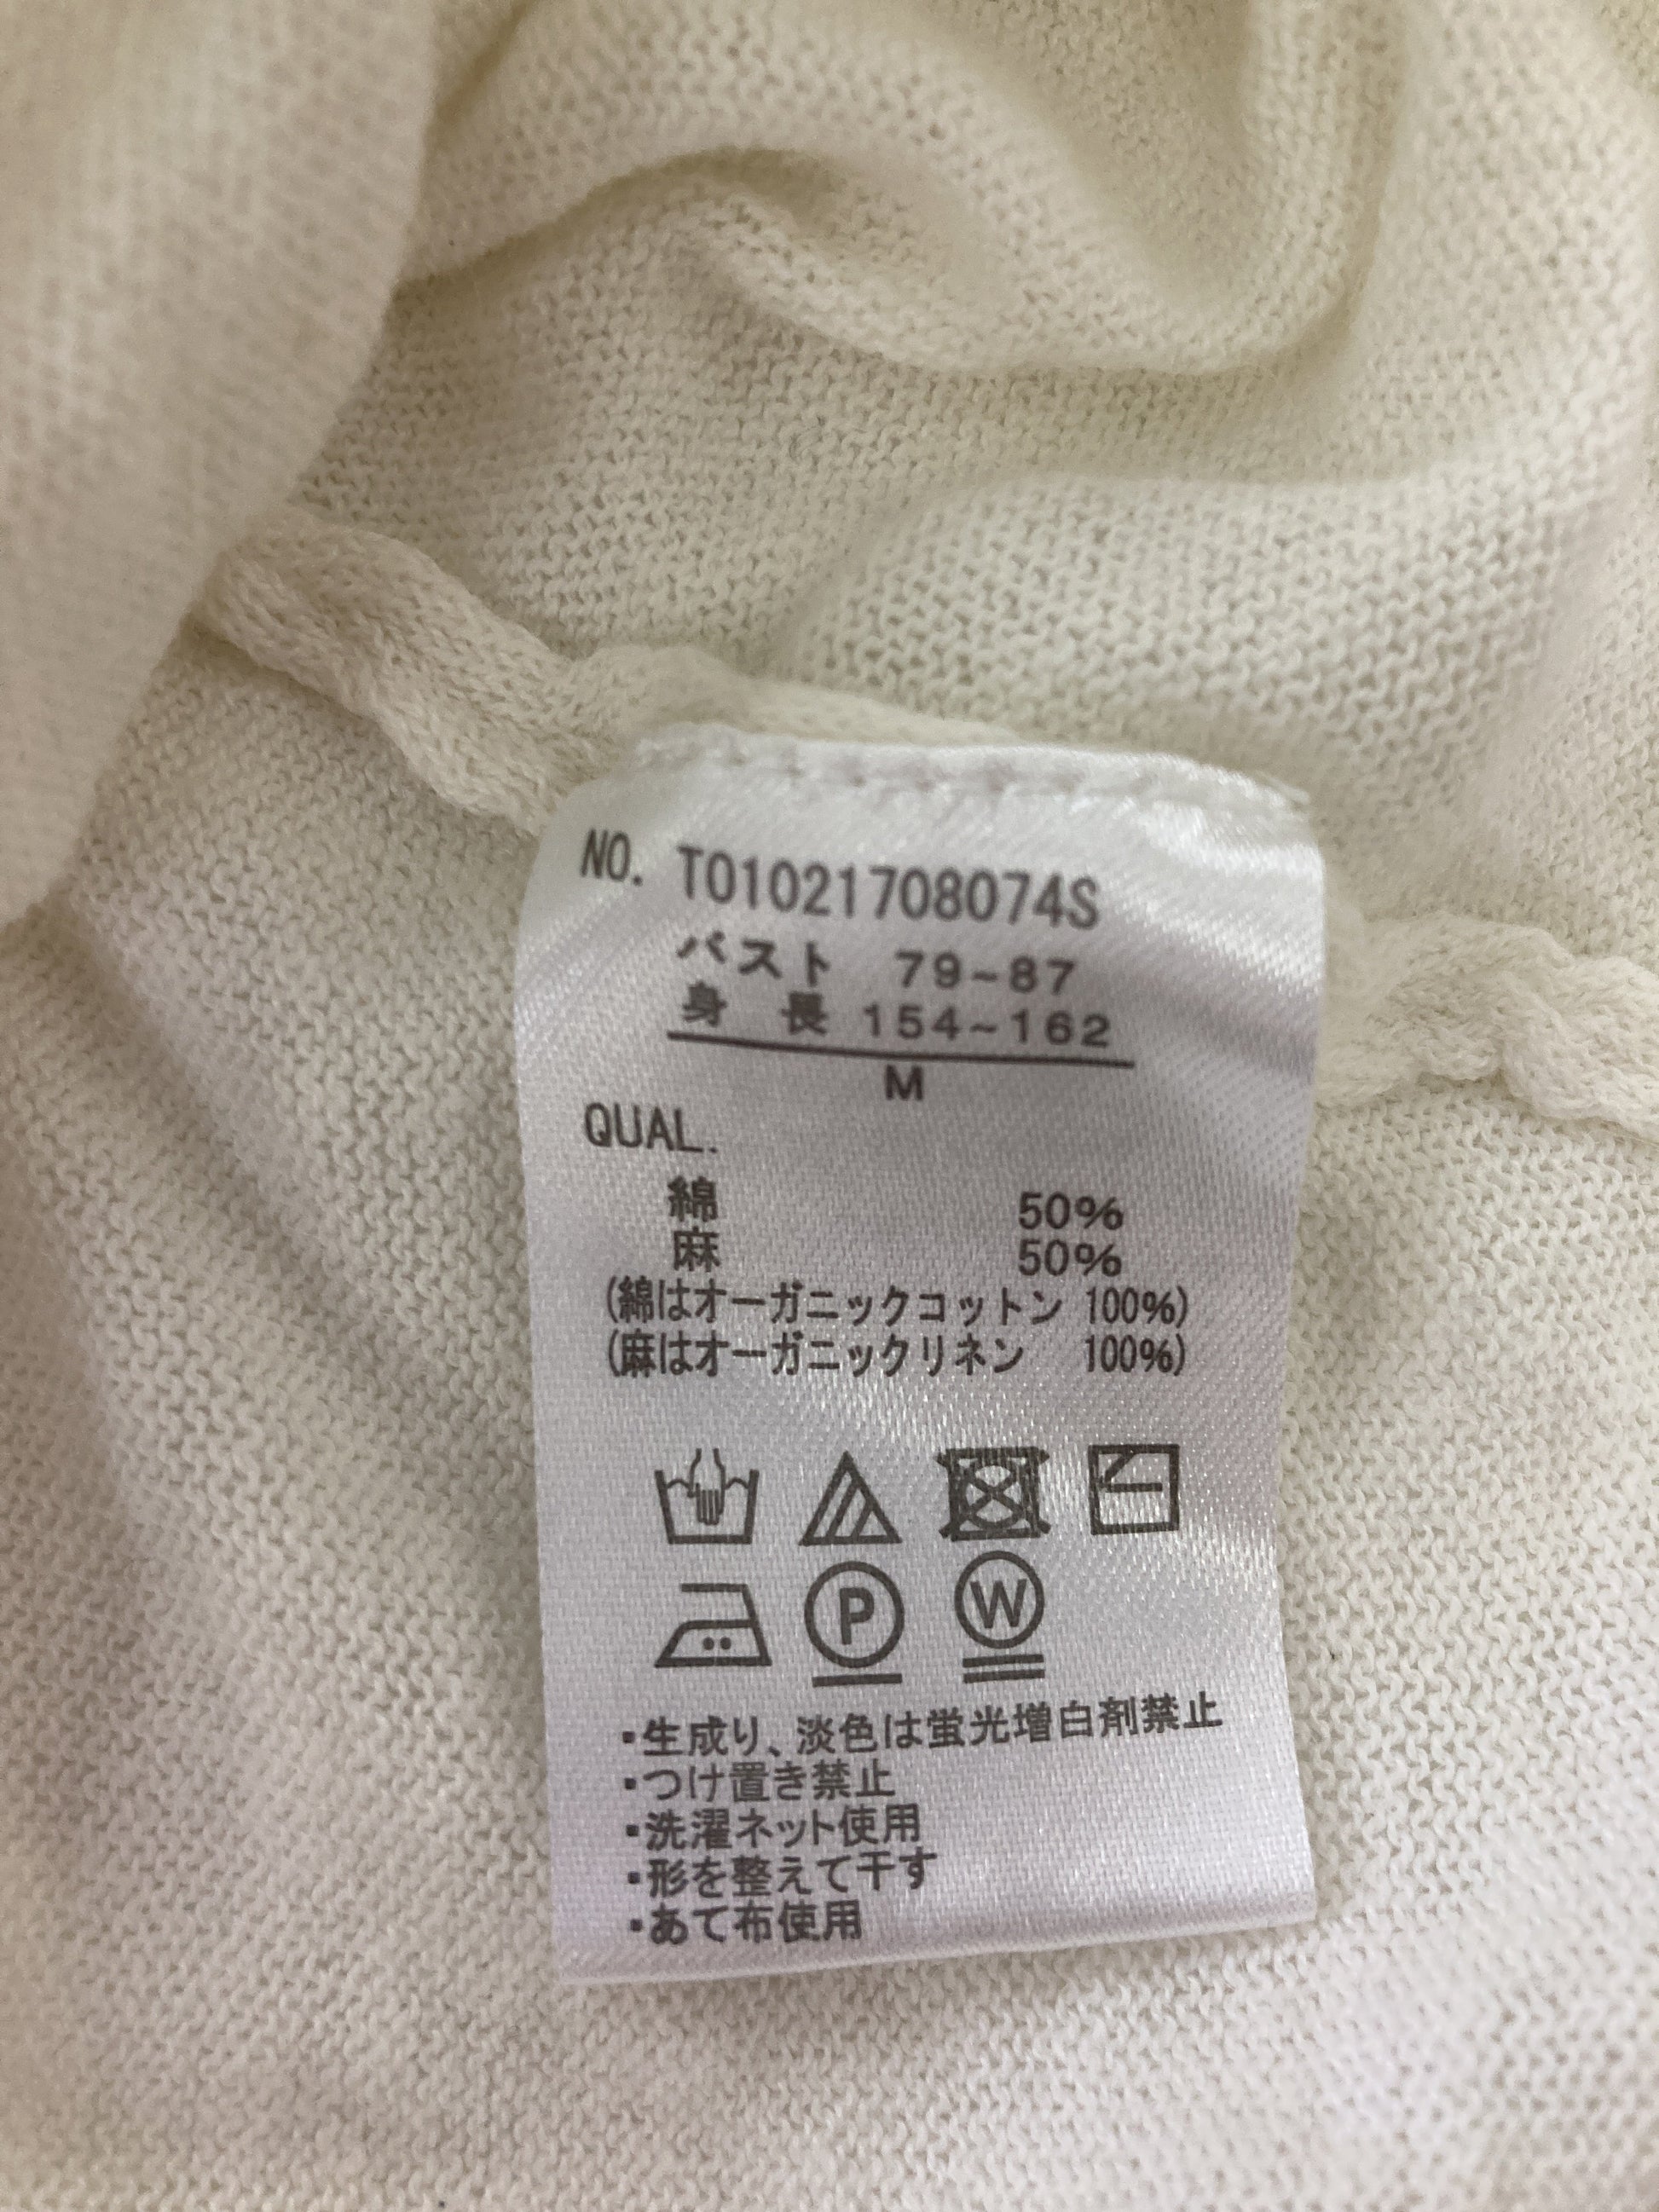 NO. T01021708074S
バスト 79~87
身 長 154~162
M
QUAL.
綿 50%
麻 50%
(綿はオーガニックコットン 100%)
(麻はオーガニックリネン 100%)
P W
・生成り、淡色は蛍光増白剤禁止
・つけ置き禁止
・洗濯ネット使用
・形を整えて干す
・あて布使用